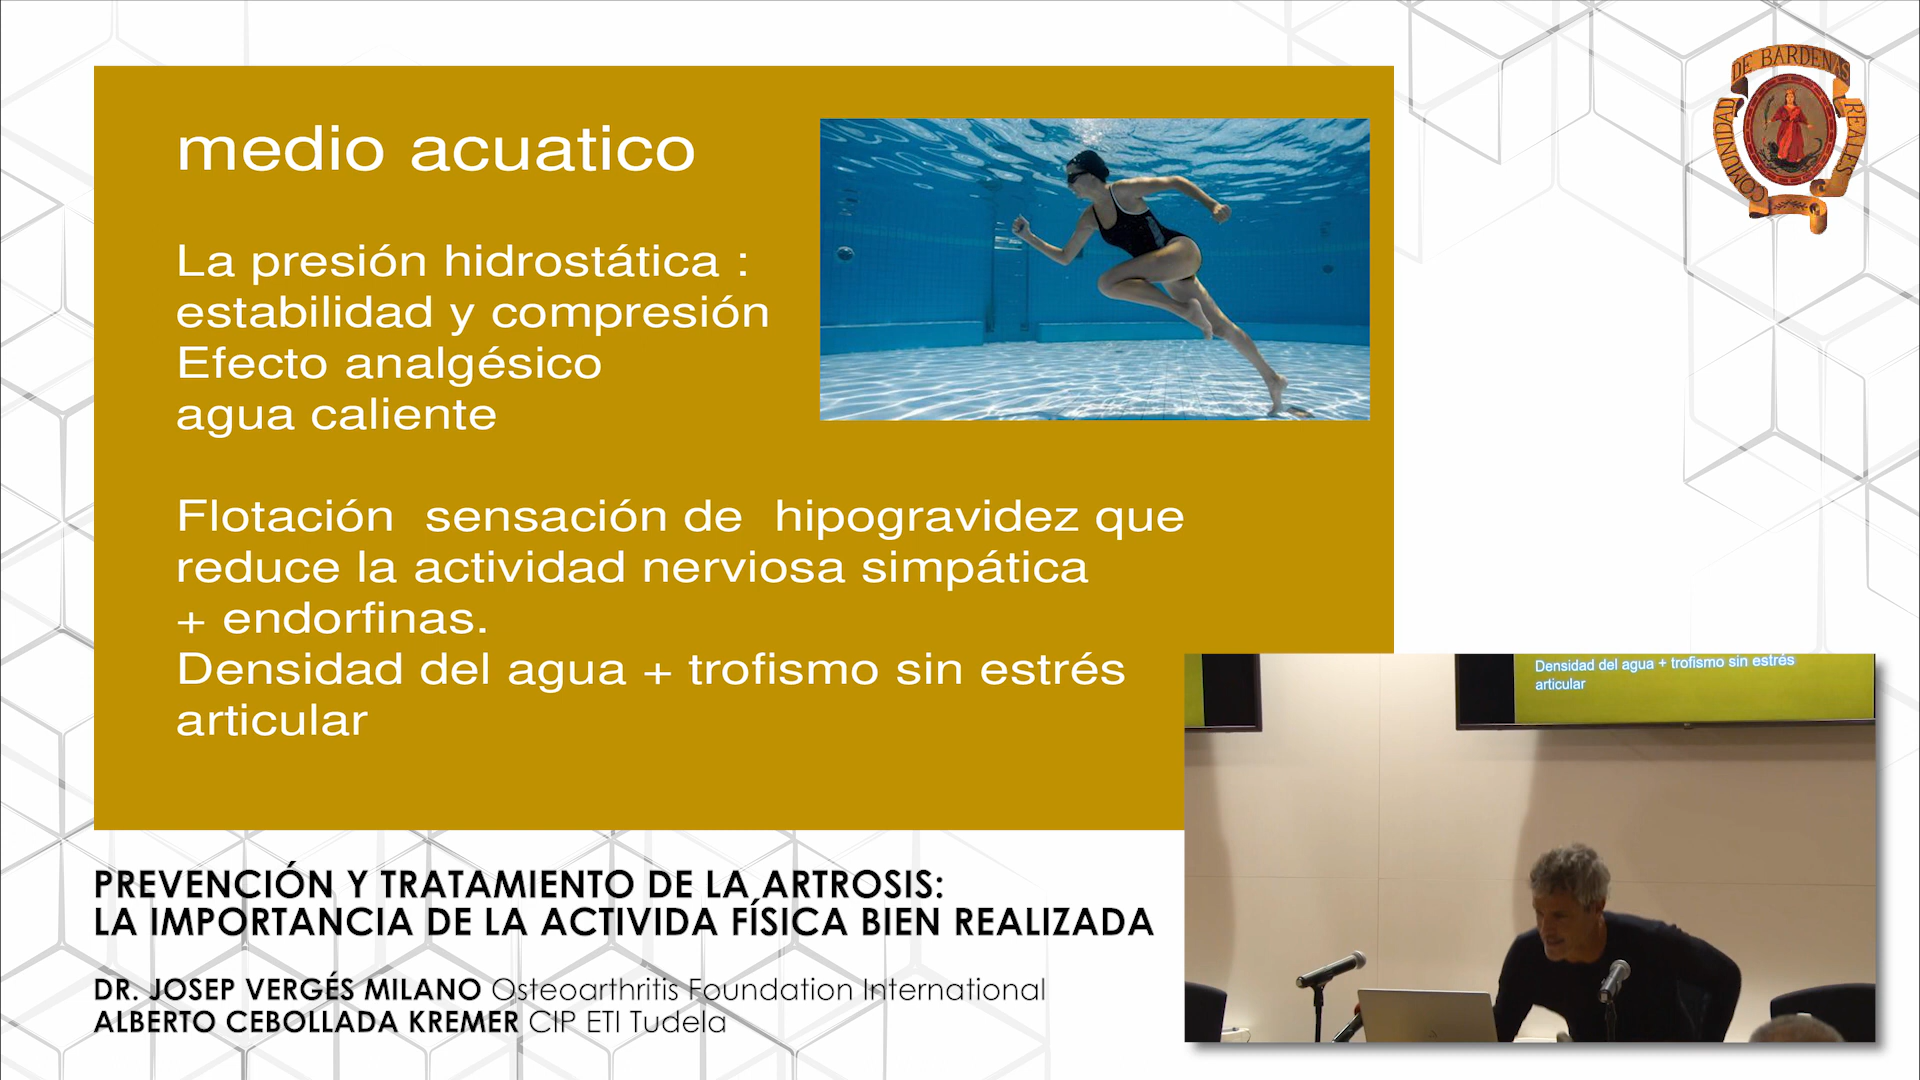 medio acuatico
La presión hidrostática :
estabilidad y compresión
Efecto analgésico
agua caliente
Flotación  sensación de  hipogravidez que
reduce la actividad nerviosa simpática
+ endorfinas.
Densidad del agua + trofismo sin estrés
articular
COMUNIDAD
DE BARDENAS
REALES
Densidad del agua + trofismo sin estrés
articular
PREVENCIÓN Y TRATAMIENTO DE LA ARTROSIS:
LA IMPORTANCIA DE LA ACTIVIDA FÍSICA BIEN REALIZADA
DR. JOSEP VERGÉS MILANO Osteoarthritis Foundation International
ALBERTO CEBOLLADA KREMER CIP ETI Tudela